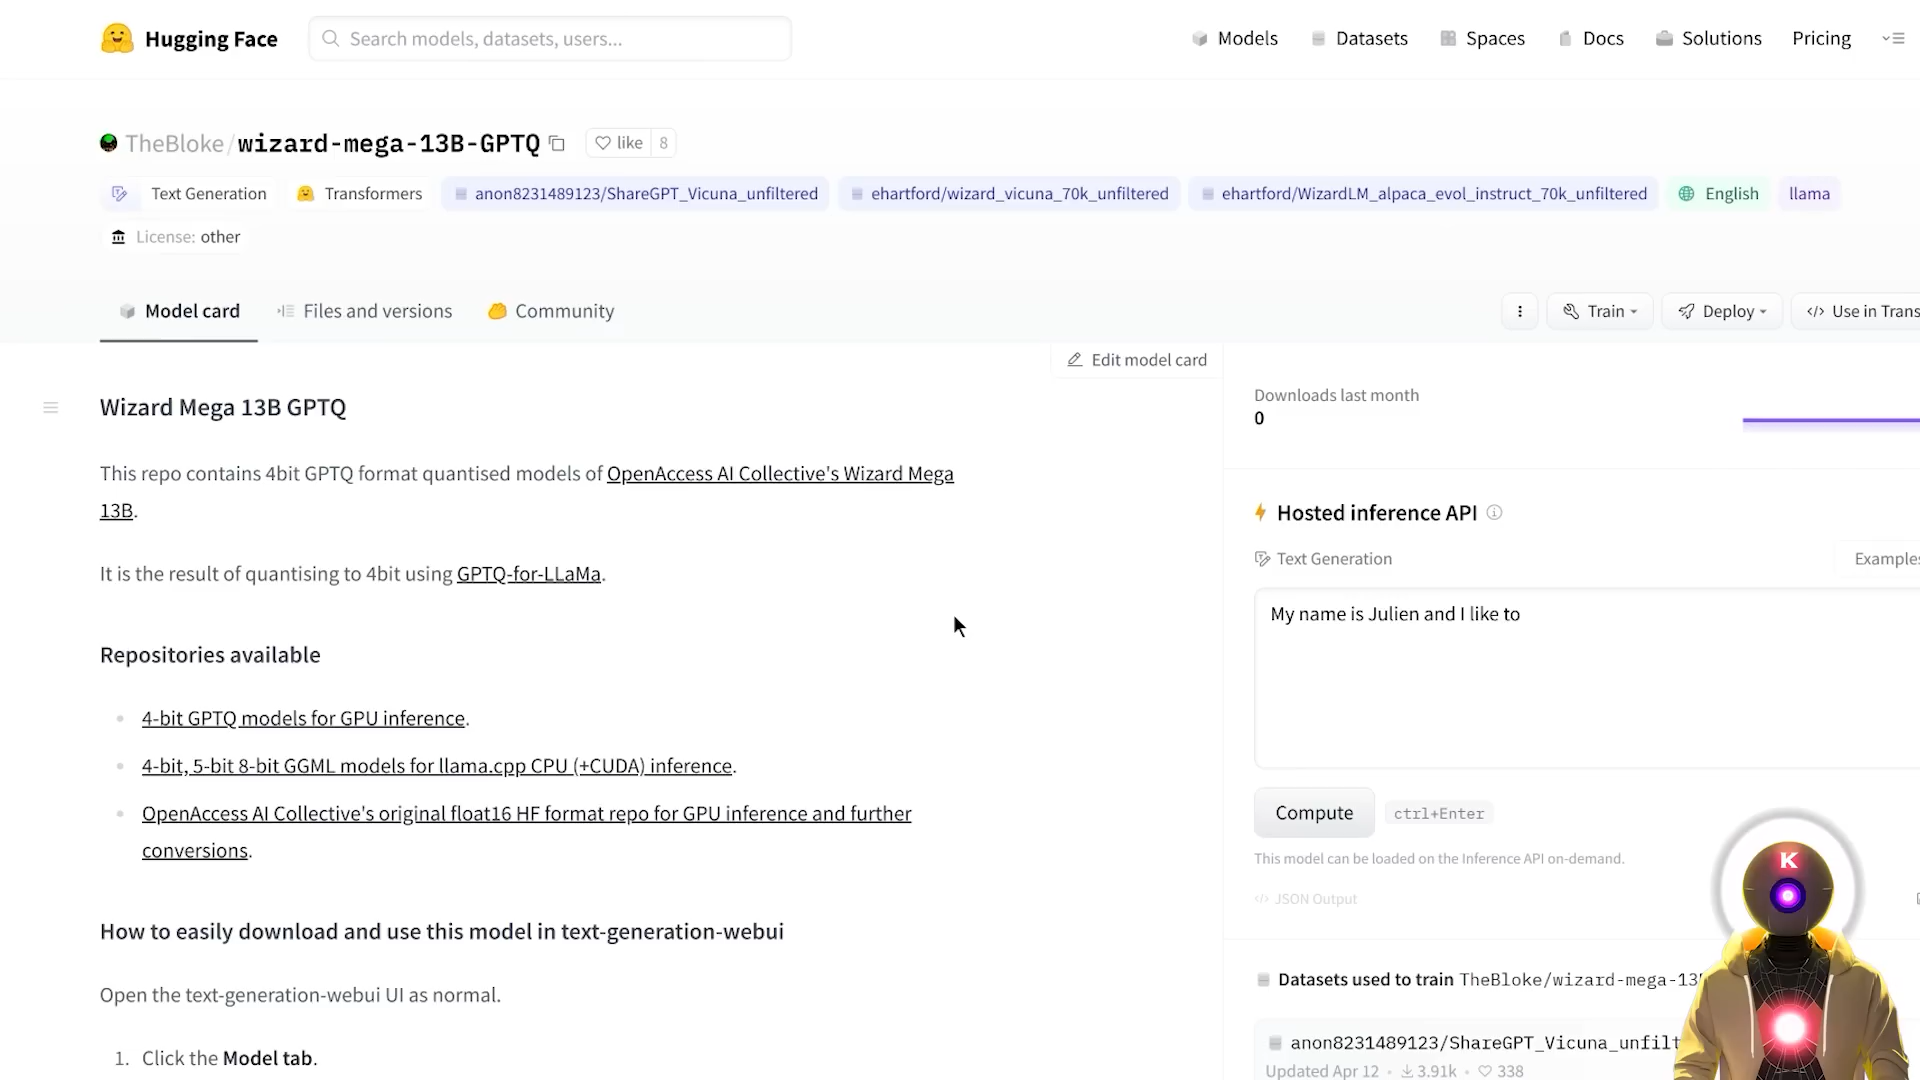 Hugging Face
Search models, datasets, users...
Models
Datasets
Spaces
Docs
Solutions
Pricing
TheBloke/wizard-mega-13B-GPTQ
like 8
Text Generation
Transformers
anon8231489123/ShareGPT_Vicuna_unfiltered
ehartford/wizard_vicuna_70k_unfiltered
ehartford/WizardLM_alpaca_evol_instruct_70k_unfiltered
English
llama
License: other
Model card
Files and versions
Community
Train
Deploy
</> Use in Trans
Edit model card
Wizard Mega 13B GPTQ
This repo contains 4bit GPTQ format quantised models of OpenAccess AI Collective's Wizard Mega
13B.
It is the result of quantising to 4bit using GPTQ-for-LLaMa.
Repositories available
4-bit GPTQ models for GPU inference.
4-bit, 5-bit 8-bit GGML models for llama.cpp CPU (+CUDA) inference.
OpenAccess AI Collective's original float16 HF format repo for GPU inference and further
conversions.
How to easily download and use this model in text-generation-webui
Open the text-generation-webui UI as normal.
1. Click the Model tab.
Downloads last month
0
Hosted inference API
Text Generation
Examples
My name is Julien and I like to
Compute
ctrl+Enter
This model can be loaded on the Inference API on-demand.
</> JSON Output
Datasets used to train TheBloke/wizard-mega-13
anon8231489123/ShareGPT_Vicuna_unfilt
Updated Apr 12 • 3.91k • 338
K